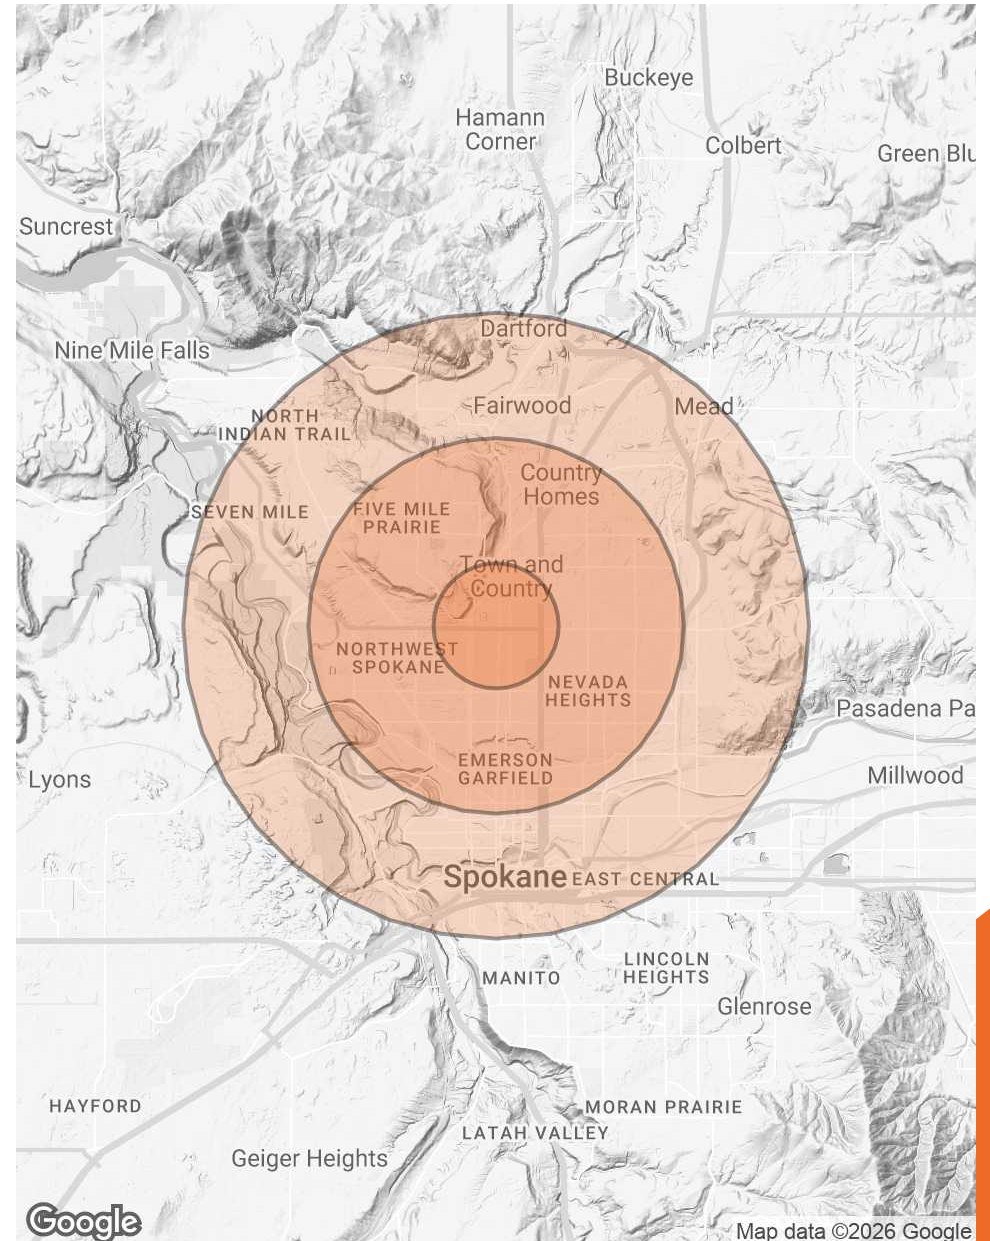 Buckeye
Hamann
Corner
Colbert
Green Blu
Suncrest
Dartford
Nine Mile Falls
Fairwood
Mead
NORTH
INDIAN TRAIL
Country
Homes
SEVEN MILE
FIVE MILE
PRAIRIE
Town and
Country
NORTHWEST
SPOKANE
NEVADA
HEIGHTS
Pasadena Pa
EMERSON
GARFIELD
Lyons
Millwood
Spokane
EAST CENTRAL
MANITO
LINCOLN
HEIGHTS
Glenrose
HAYFORD
MORAN PRAIRIE
LATAH VALLEY
Geiger Heights
Google
Map data ©2026 Google